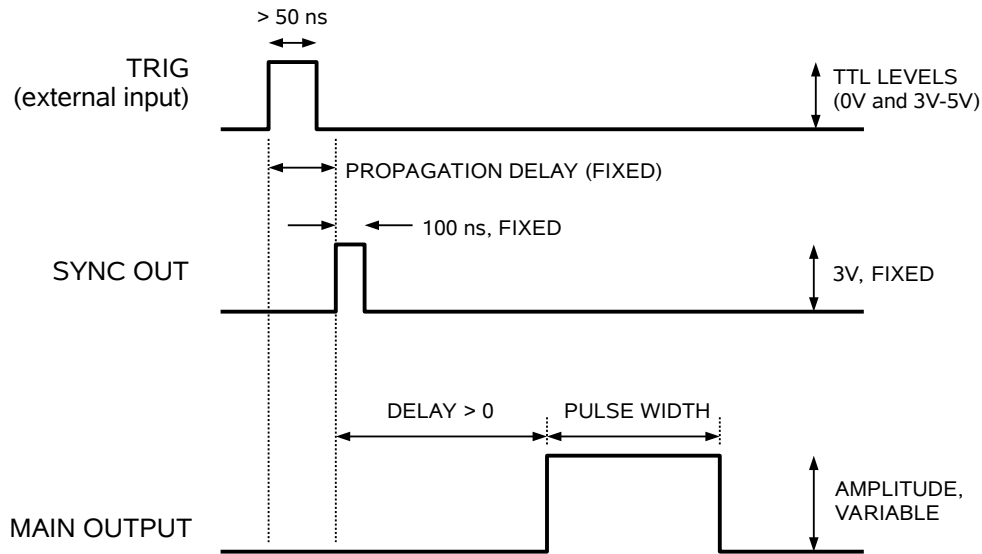 > 50 ns
TRIG
(external input)
TTL LEVELS
(0V and 3V-5V)
PROPAGATION DELAY (FIXED)
100 ns, FIXED
SYNC OUT
3V, FIXED
DELAY > 0
PULSE WIDTH
AMPLITUDE,
VARIABLE
MAIN OUTPUT